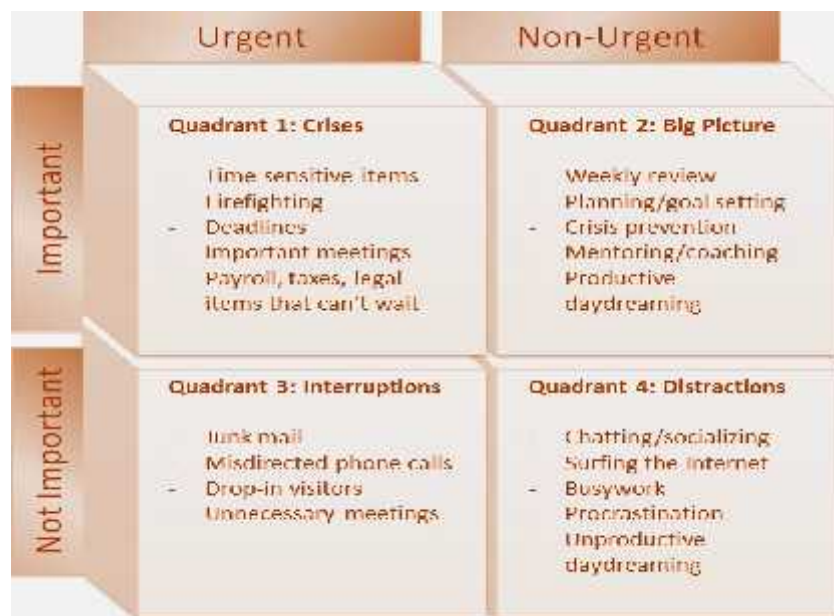 Urgent
Non-Urgent
Important
Quadrant 1: Crises
Time sensitive items
Firefighting
- Deadlines
Important meetings
Payroll, taxes, legal
items that can't wait
Quadrant 2: Big Picture
Weekly review
Planning/goal setting
- Crisis prevention
Mentoring/coaching
Productive
daydreaming
Not Important
Quadrant 3: Interruptions
Junk mail
Misdirected phone calls
- Drop-in visitors
Unnecessary meetings
Quadrant 4: Distractions
Chatting/socializing
Surfing the Internet
- Busywork
Procrastination
Unproductive
daydreaming